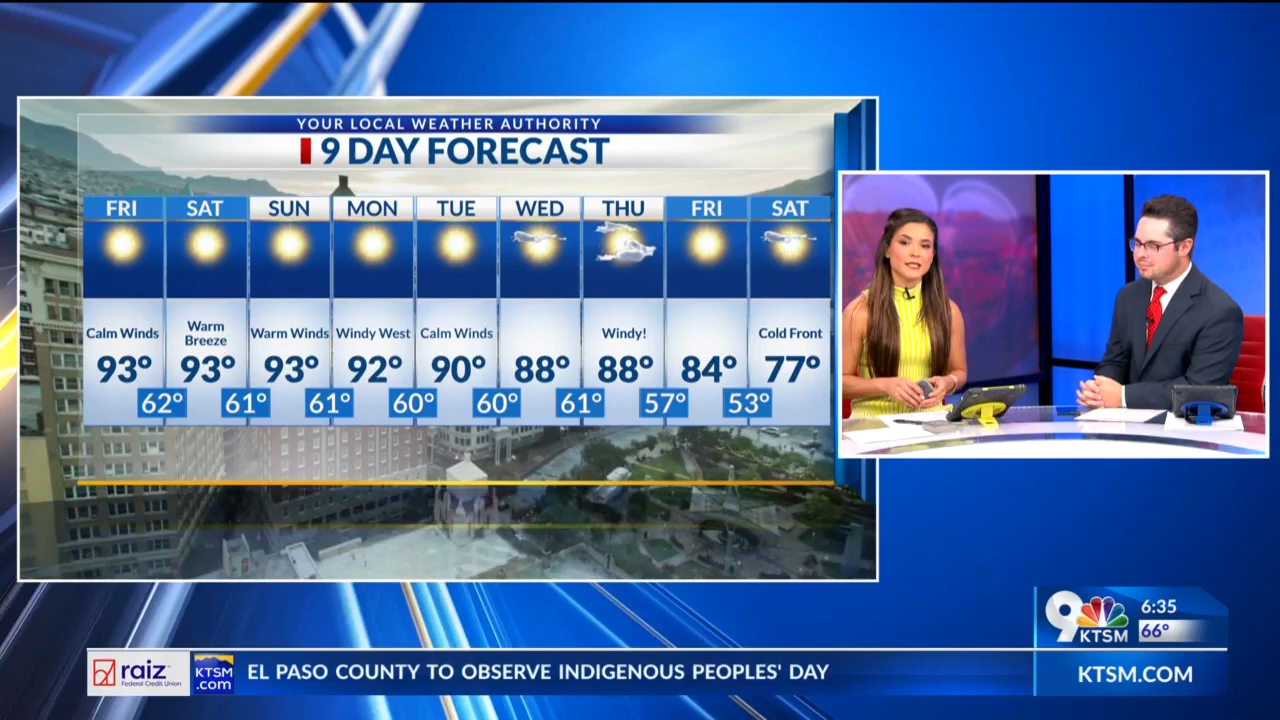 YOUR LOCAL WEATHER AUTHORITY
9 DAY FORECAST
FRI SAT SUN MON TUE WED THU FRI SAT
Calm Winds Warm Breeze Warm Winds Windy West Calm Winds Windy! Cold Front
93° 93° 93° 92° 90° 88° 88° 84° 77°
62° 61° 61° 60° 60° 61° 57° 53°
9 KTSM
6:35
66°
raiz
Federal Credit Union
KTSM
.com
EL PASO COUNTY TO OBSERVE INDIGENOUS PEOPLES' DAY
KTSM.COM